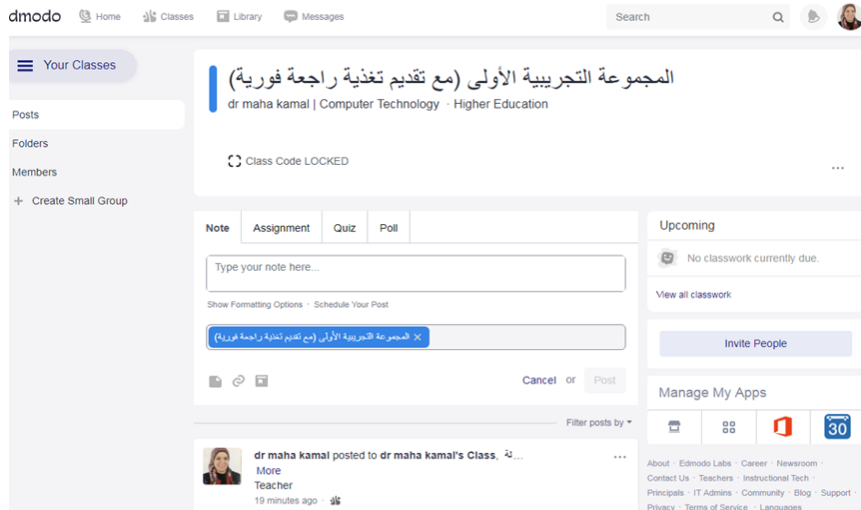 dmodo
Home
Classes
Library
Messages
Search
Your Classes
Posts
Folders
Members
+ Create Small Group
المجموعة التجريبية الأولى (مع تقديم تغذية راجعة فورية)
dr maha kamal | Computer Technology · Higher Education
Class Code LOCKED
...
Note
Assignment
Quiz
Poll
Type your note here...
Show Formatting Options · Schedule Your Post
المجموعة التجريبية الأولى (مع تقديم تغذية راجعة فورية) ×
Cancel or Post
Filter posts by
dr maha kamal posted to dr maha kamal's Class,
...
More
Teacher
19 minutes ago ·
Upcoming
No classwork currently due.
View all classwork
Invite People
Manage My Apps
30
About · Edmodo Labs · Career · Newsroom ·
Contact Us · Teachers · Instructional Tech ·
Principals · IT Admins · Community · Blog · Support ·
Privacy · Terms of Service · Languages